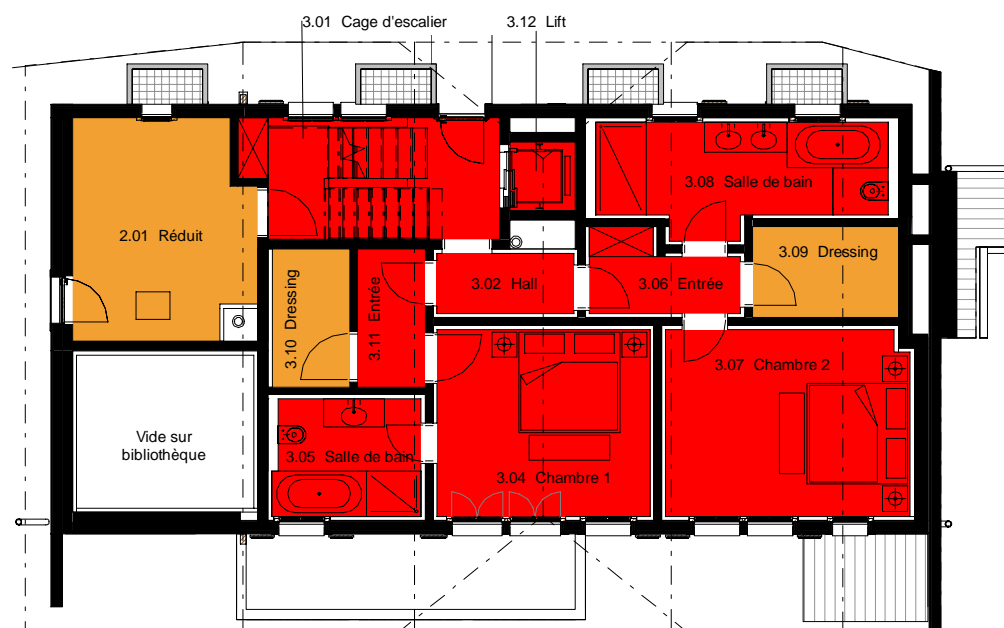 3.01 Cage d'escalier
3.12 Lift
2.01 Réduit
3.08 Salle de bain
3.09 Dressing
3.10 Dressing
3.11 Entrée
3.02 Hall
3.06 Entrée
3.07 Chambre 2
Vide sur
bibliothèque
3.05 Salle de bain
3.04 Chambre 1